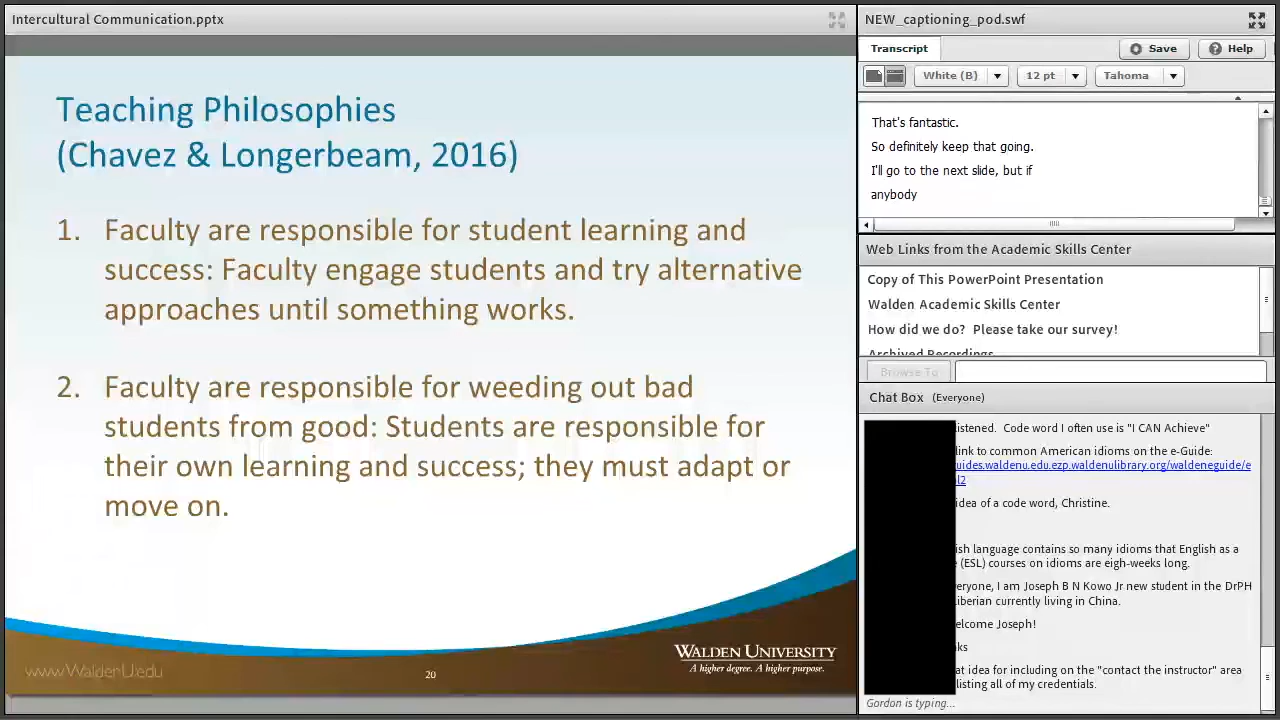 Intercultural Communication.pptx
Teaching Philosophies
(Chavez & Longerbeam, 2016)
1. Faculty are responsible for student learning and
success: Faculty engage students and try alternative
approaches until something works.
2. Faculty are responsible for weeding out bad
students from good: Students are responsible for
their own learning and success; they must adapt or
move on.
www.WaldenU.edu
20
WALDEN UNIVERSITY
A higher degree. A higher purpose.
NEW_captioning_pod.swf
Transcript
Save
Help
White (B)
12 pt
Tahoma
That's fantastic.
So definitely keep that going.
I'll go to the next slide, but if
anybody
Web Links from the Academic Skills Center
Copy of This PowerPoint Presentation
Walden Academic Skills Center
How did we do? Please take our survey!
Archived Recordings
Browse To
Chat Box (Everyone)
listened. Code word I often use is "I CAN Achieve"
link to common American idioms on the e-Guide:
uides.waldenu.edu.ezp.waldenulibrary.org/waldeneguide/e
l2
idea of a code word, Christine.
ish language contains so many idioms that English as a
(ESL) courses on idioms are eigh-weeks long.
eryone, I am Joseph B N Kowo Jr new student in the DrPH
iberian currently living in China.
elcome Joseph!
ks
at idea for including on the "contact the instructor" area
listing all of my credentials.
Gordon is typing...